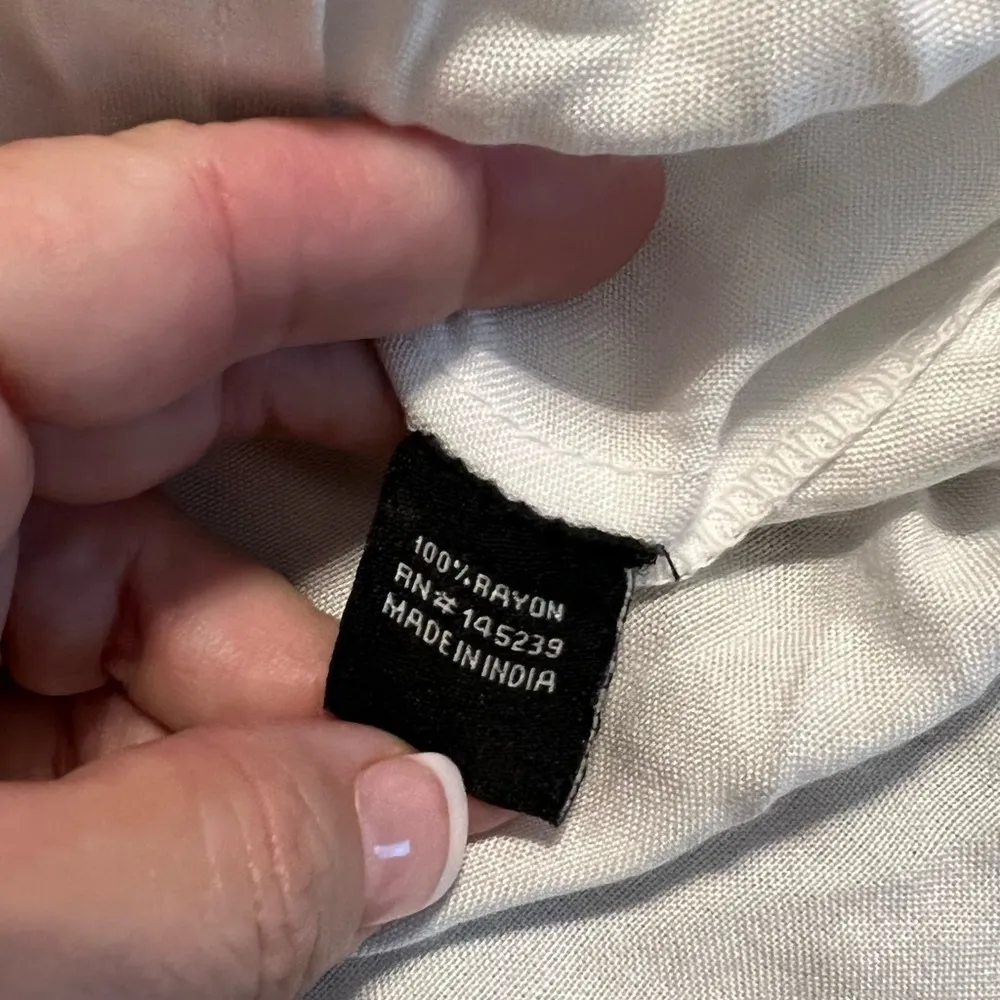 100% RAYON
RN# 145239
MADE IN INDIA